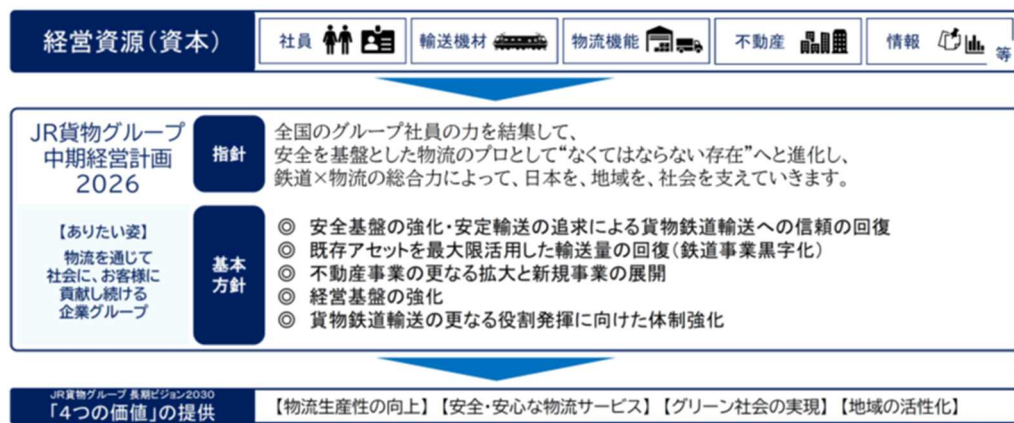 経営資源(資本)
社員
輸送機材
物流機能
不動産
情報
等
JR貨物グループ
中期経営計画
2026
指針
全国のグループ社員の力を結集して、
安全を基盤とした物流のプロとして“なくてはならない存在”へと進化し、
鉄道×物流の総合力によって、日本を、地域を、社会を支えていきます。
【ありたい姿】
物流を通じて
社会に、お客様に
貢献し続ける
企業グループ
基本
方針
◎ 安全基盤の強化・安定輸送の追求による貨物鉄道輸送への信頼の回復
◎ 既存アセットを最大限活用した輸送量の回復(鉄道事業黒字化)
◎ 不動産事業の更なる拡大と新規事業の展開
◎ 経営基盤の強化
◎ 貨物鉄道輸送の更なる役割発揮に向けた体制強化
JR貨物グループ 長期ビジョン2030
「4つの価値」の提供
【物流生産性の向上】【安全・安心な物流サービス】【グリーン社会の実現】【地域の活性化】